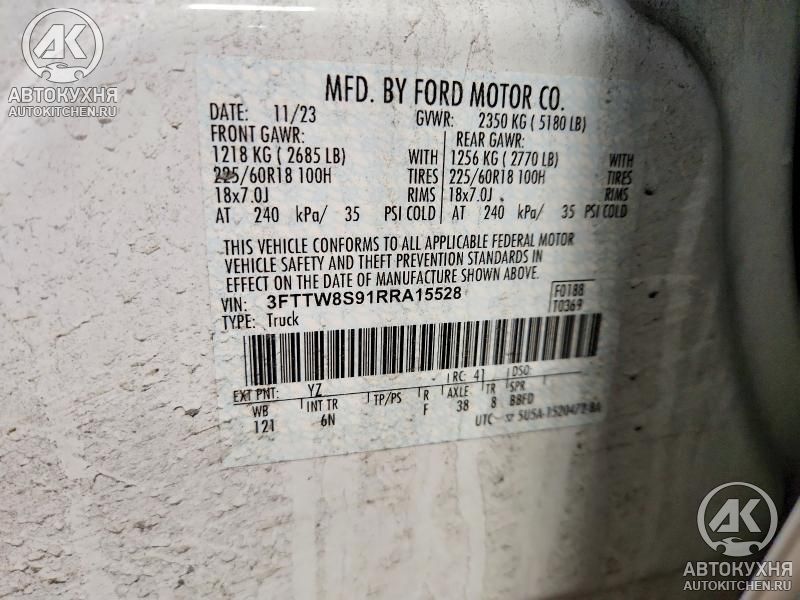 АК
АВТОКУХНЯ
AUTOKITCHEN.RU
MFD. BY FORD MOTOR CO.
DATE: 11/23 GVWR: 2350 KG ( 5180 LB)
FRONT GAWR: REAR GAWR:
1218 KG ( 2685 LB) WITH 1256 KG ( 2770 LB) WITH
225/60R18 100H TIRES 225/60R18 100H TIRES
18x7.0J RIMS 18x7.0J RIMS
AT 240 kPa/ 35 PSI COLD AT 240 kPa/ 35 PSI COLD
THIS VEHICLE CONFORMS TO ALL APPLICABLE FEDERAL MOTOR
VEHICLE SAFETY AND THEFT PREVENTION STANDARDS IN
EFFECT ON THE DATE OF MANUFACTURE SHOWN ABOVE.
VIN: 3FTTW8S91RRA15528 F0188
TYPE: Truck T0369
EXT PNT: YZ RC: 41 DSO:
WB INT TR TP/PS R AXLE TR SPR
121 6N F 38 8 BBFD
UTC
АК
АВТОКУХНЯ
AUTOKITCHEN.RU